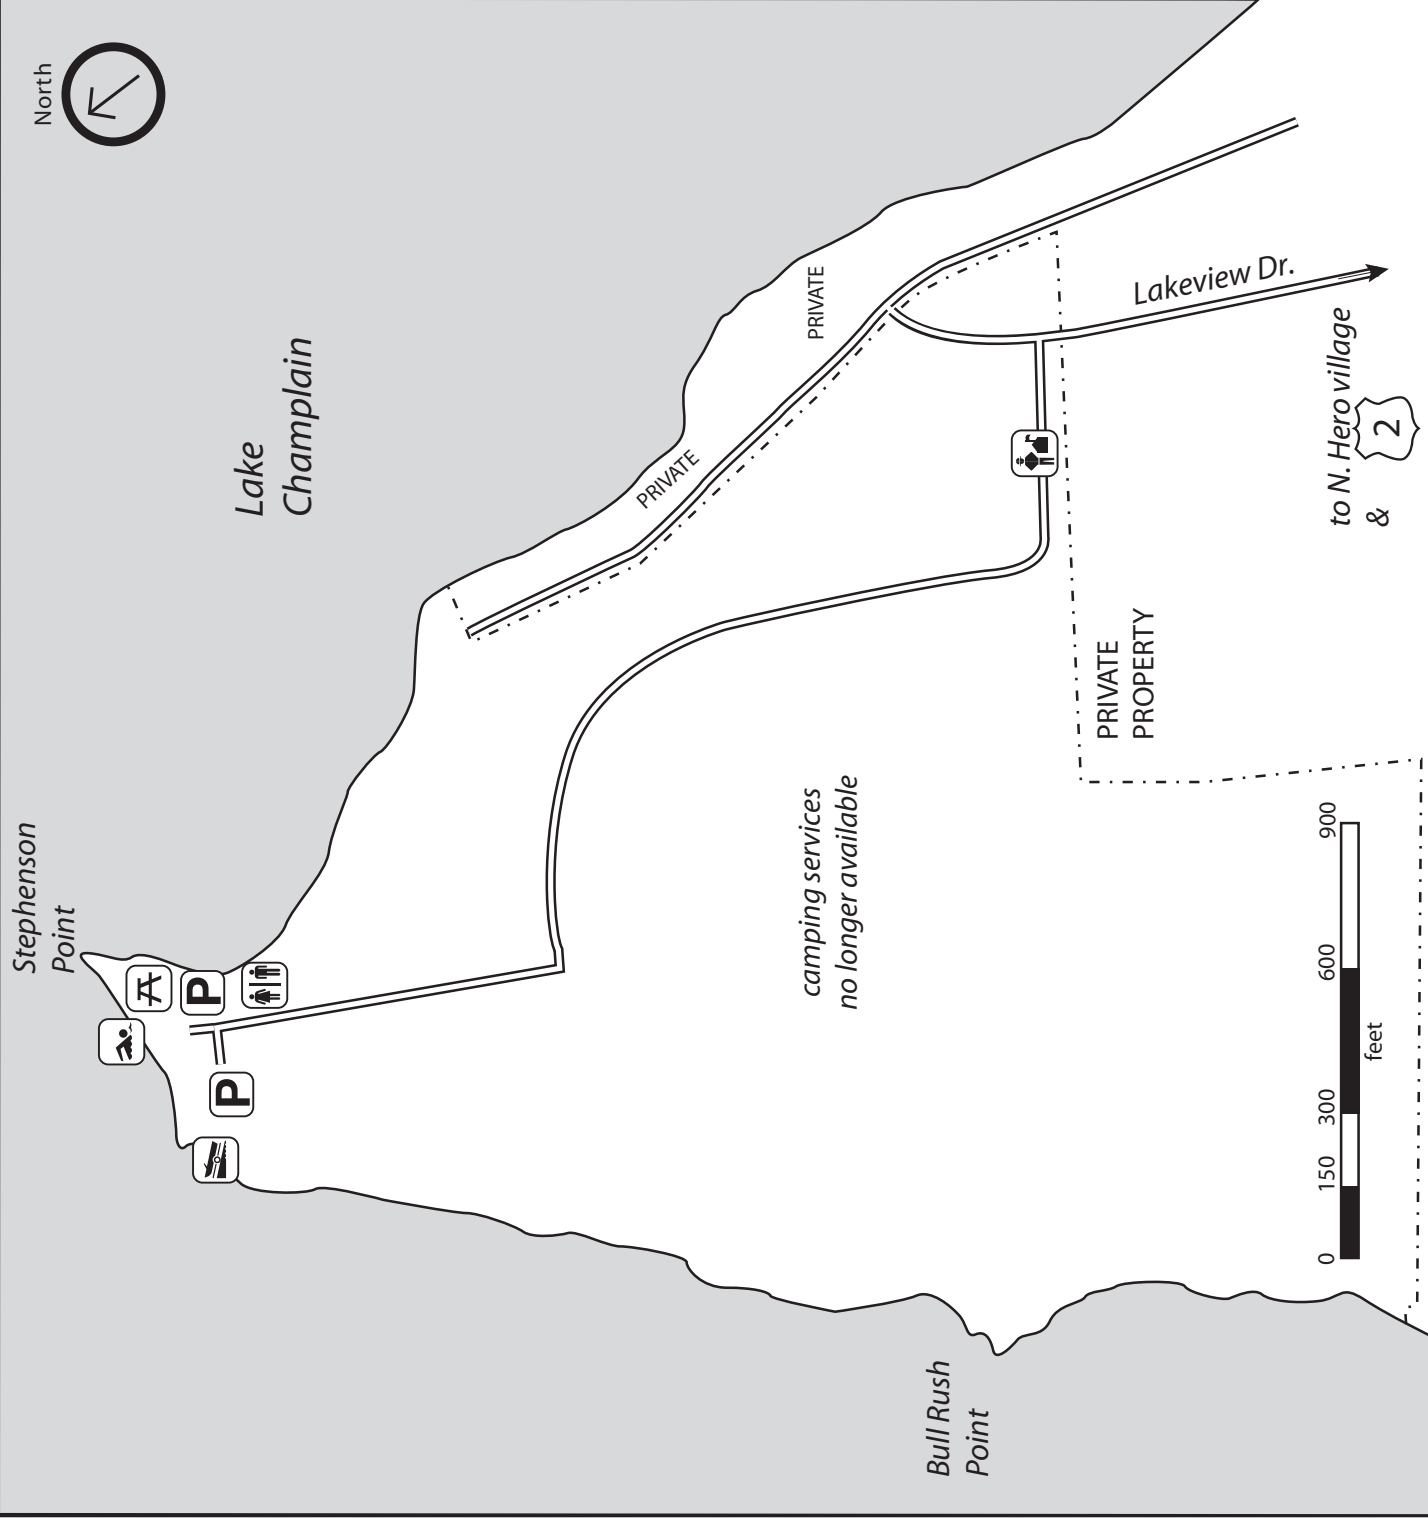 North
Stephenson
Point
Lake
Champlain
PRIVATE
PRIVATE
Lakeview Dr.
to N. Hero village
&
2
PRIVATE
PROPERTY
camping services
no longer available
P
P
Bull Rush
Point
0 150 300 600 900
feet